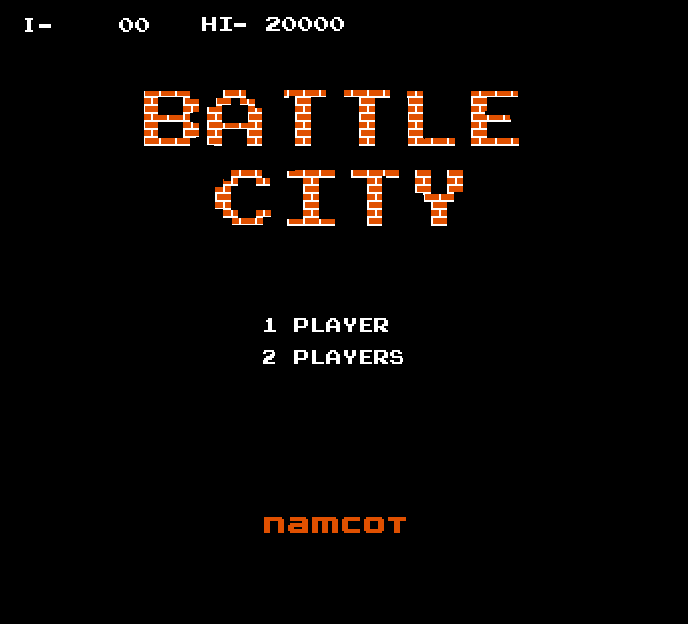 I-    00    HI- 20000
BATTLE
CITY
1 PLAYER
2 PLAYERS
namcot